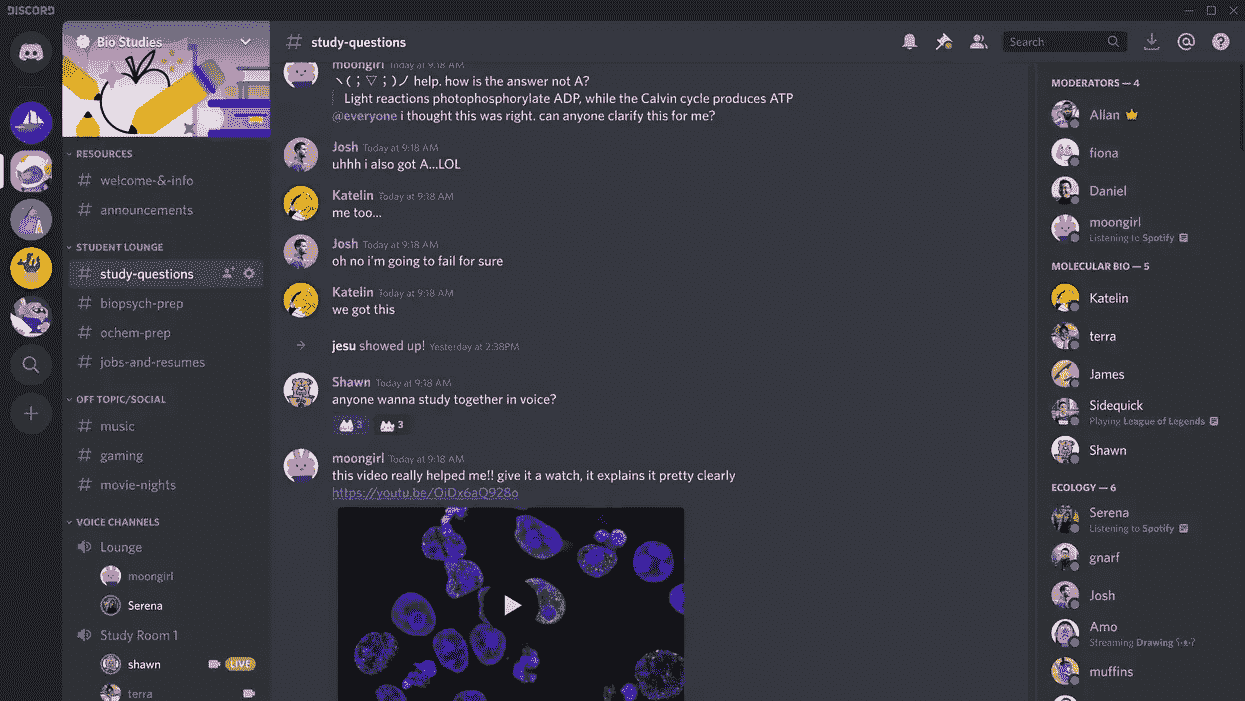 DISCORD
Bio Studies
RESOURCES
# welcome-&-info
# announcements
STUDENT LOUNGE
# study-questions
# biopsych-prep
# ochem-prep
# jobs-and-resumes
OFF TOPIC/SOCIAL
# music
# gaming
# movie-nights
VOICE CHANNELS
Lounge
moongirl
Serena
Study Room 1
shawn LIVE
terra
# study-questions
Search
moongirl Today at 9:18 AM
ヽ(；▽；)ノ help. how is the answer not A?
Light reactions photophosphorylate ADP, while the Calvin cycle produces ATP
@everyone i thought this was right. can anyone clarify this for me?
Josh Today at 9:18 AM
uhhh i also got A...LOL
Katelin Today at 9:18 AM
me too...
Josh Today at 9:18 AM
oh no i'm going to fail for sure
Katelin Today at 9:18 AM
we got this
jesu showed up! Yesterday at 2:38PM
Shawn Today at 9:18 AM
anyone wanna study together in voice?
3 3
moongirl Today at 9:18 AM
this video really helped me!! give it a watch, it explains it pretty clearly
https://youtu.be/OiDx6aQ928o
MODERATORS — 4
Allan
fiona
Daniel
moongirl
Listening to Spotify
MOLECULAR BIO — 5
Katelin
terra
James
Sidequick
Playing League of Legends
Shawn
ECOLOGY — 6
Serena
Listening to Spotify
gnarf
Josh
Amo
Streaming Drawing
muffins